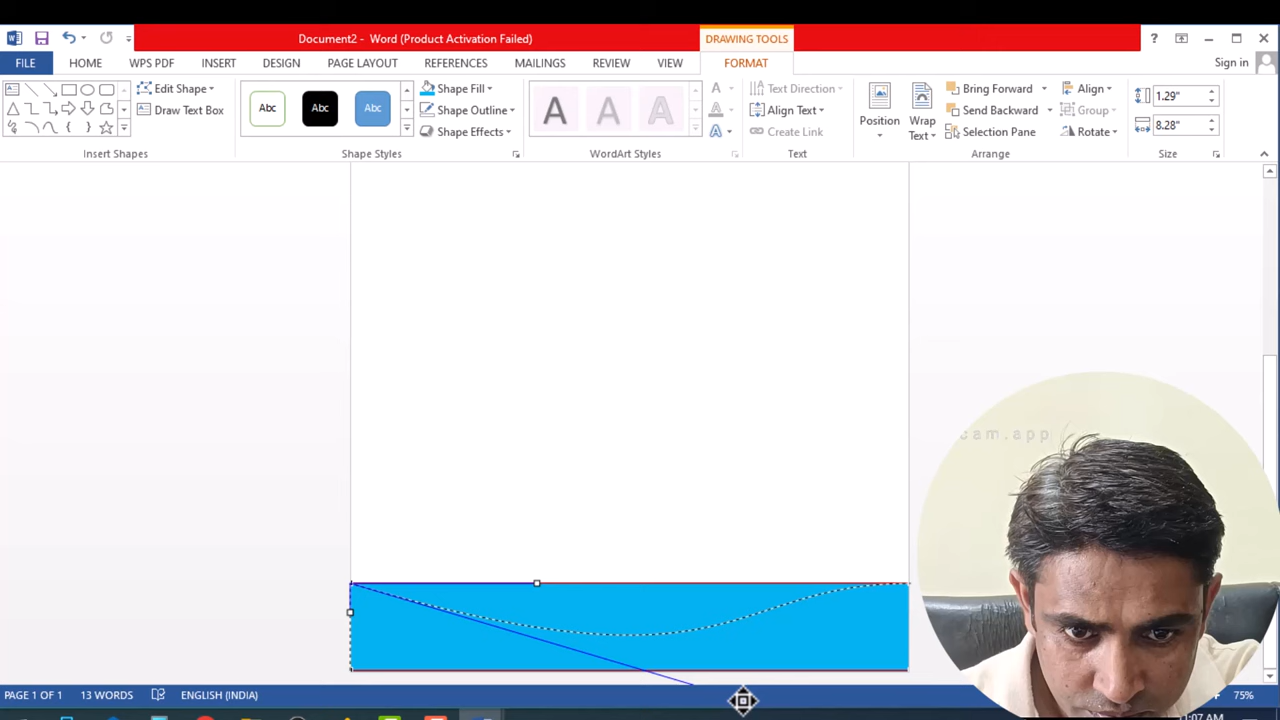 Document2 - Word (Product Activation Failed)
DRAWING TOOLS
FILE HOME WPS PDF INSERT DESIGN PAGE LAYOUT REFERENCES MAILINGS REVIEW VIEW FORMAT Sign in
Edit Shape
Draw Text Box
Insert Shapes
Abc Abc Abc
Shape Fill
Shape Outline
Shape Effects
Shape Styles
A A A
WordArt Styles
Text Direction
Align Text
Create Link
Text
Position
Wrap Text
Bring Forward
Send Backward
Selection Pane
Align
Group
Rotate
Arrange
1.29"
8.28"
Size
cam.app
PAGE 1 OF 1 13 WORDS ENGLISH (INDIA) 75%
:07 AM